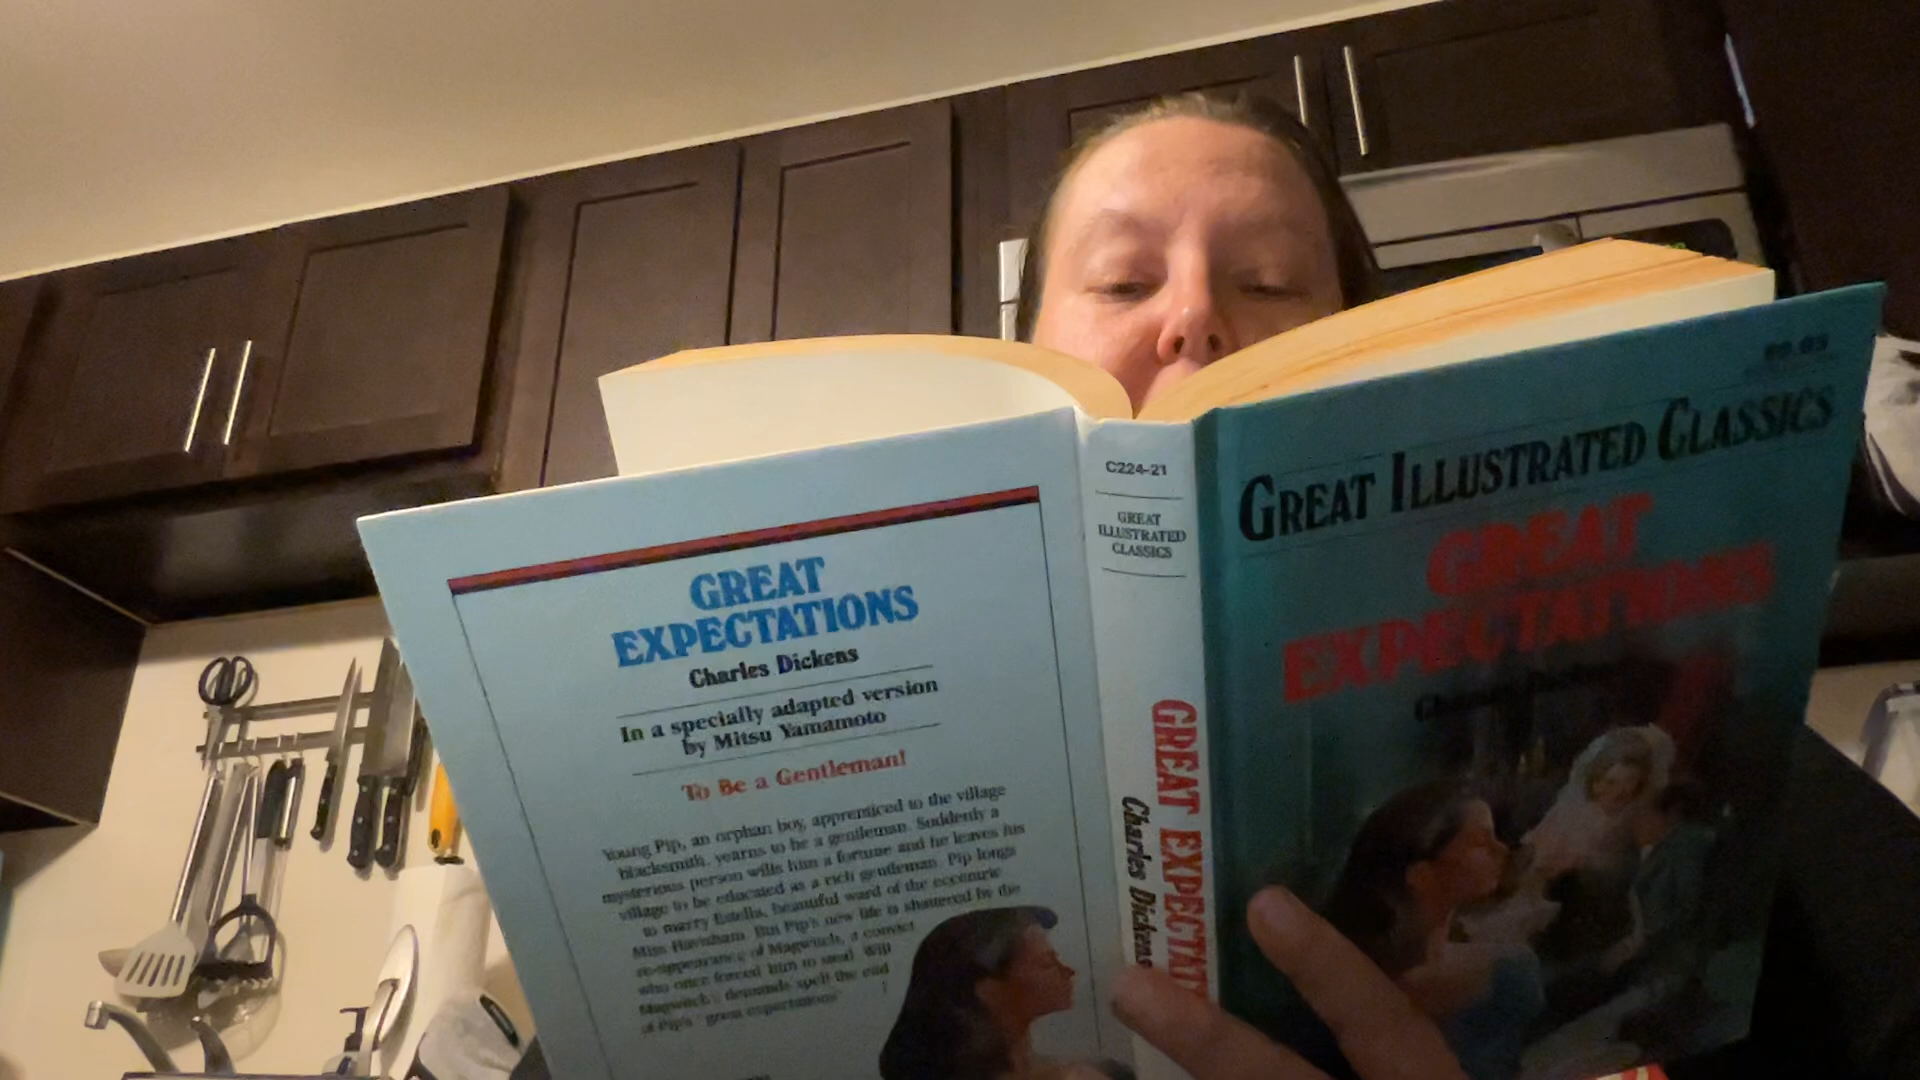 GREAT
EXPECTATIONS
Charles Dickens
In a specially adapted version
by Mitsu Yamamoto
To Be a Gentleman!
Young Pip, an orphan boy, apprenticed to the village
blacksmith, yearns to be a gentleman. Suddenly a
mysterious person wills him a fortune and he leaves his
village to be educated as a rich gentleman. Pip longs
to marry Estella, beautiful ward of the eccentric
Miss Havisham. But Pip's new life is shattered by the
re-appearance of Magwitch, a convict
who once forced him to steal. Will
Magwitch's demands spell the end
of Pip's "great expectations"
C224-21
GREAT
ILLUSTRATED
CLASSICS
GREAT
Charles Dickens
GREAT ILLUSTRATED CLASSICS
GREAT
EXPECTATIONS